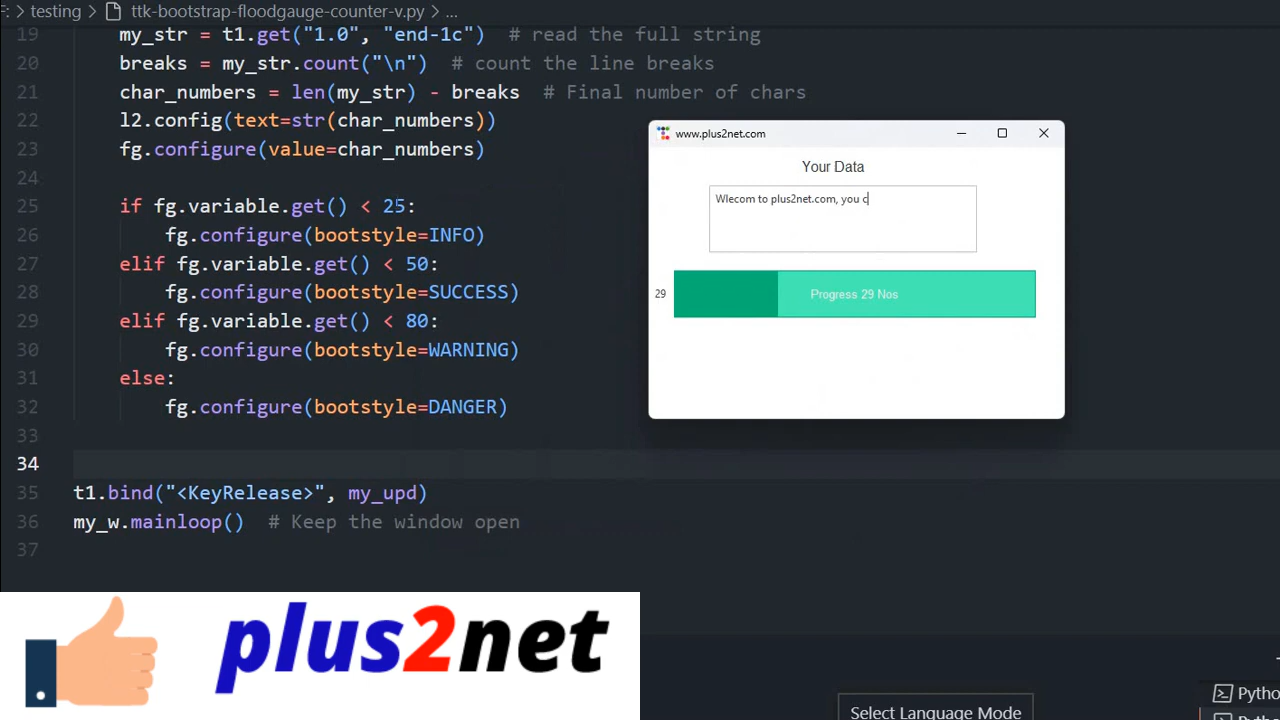 F: > testing > ttk-bootstrap-floodgauge-counter-v.py > ...
19 my_str = t1.get("1.0", "end-1c") # read the full string
20 breaks = my_str.count("\n") # count the line breaks
21 char_numbers = len(my_str) - breaks # Final number of chars
22 l2.config(text=str(char_numbers))
23 fg.configure(value=char_numbers)
24
25 if fg.variable.get() < 25:
26 fg.configure(bootstyle=INFO)
27 elif fg.variable.get() < 50:
28 fg.configure(bootstyle=SUCCESS)
29 elif fg.variable.get() < 80:
30 fg.configure(bootstyle=WARNING)
31 else:
32 fg.configure(bootstyle=DANGER)
33
34
35 t1.bind("<KeyRelease>", my_upd)
36 my_w.mainloop() # Keep the window open
37
www.plus2net.com
Your Data
Wlecom to plus2net.com, you c
29 Progress 29 Nos
plus2net
Select Language Mode
Pytho